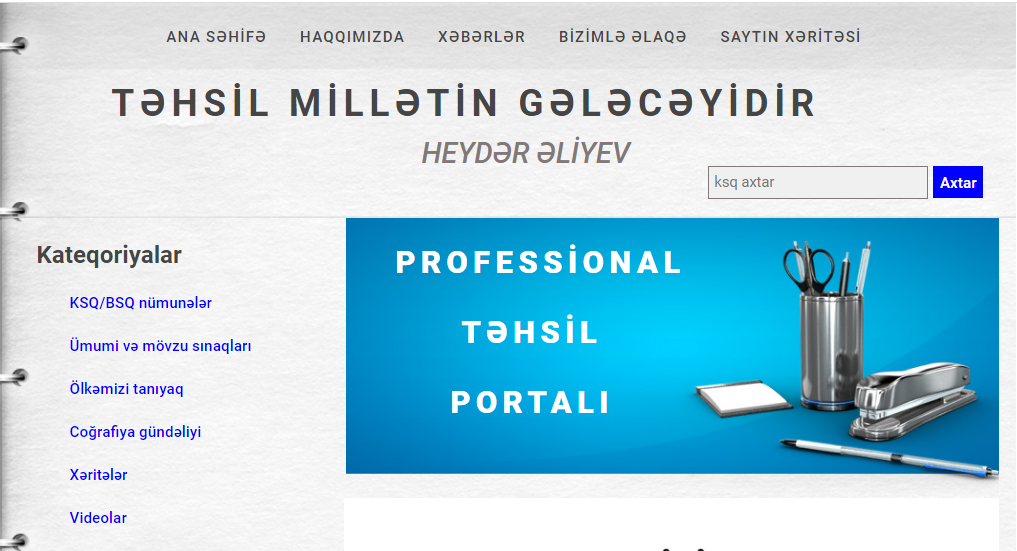 ANA SƏHİFƏ HAQQIMIZDA XƏBƏRLƏR BİZİMLƏ ƏLAQƏ SAYTIN XƏRİTƏSİ
TƏHSİL MİLLƏTİN GƏLƏCƏYİDİR
HEYDƏR ƏLİYEV
ksq axtar Axtar
Kateqoriyalar
KSQ/BSQ nümunələr
Ümumi və mövzu sınaqları
Ölkəmizi tanıyaq
Coğrafiya gündəliyi
Xəritələr
Videolar
PROFESSİONAL
TƏHSİL
PORTALI